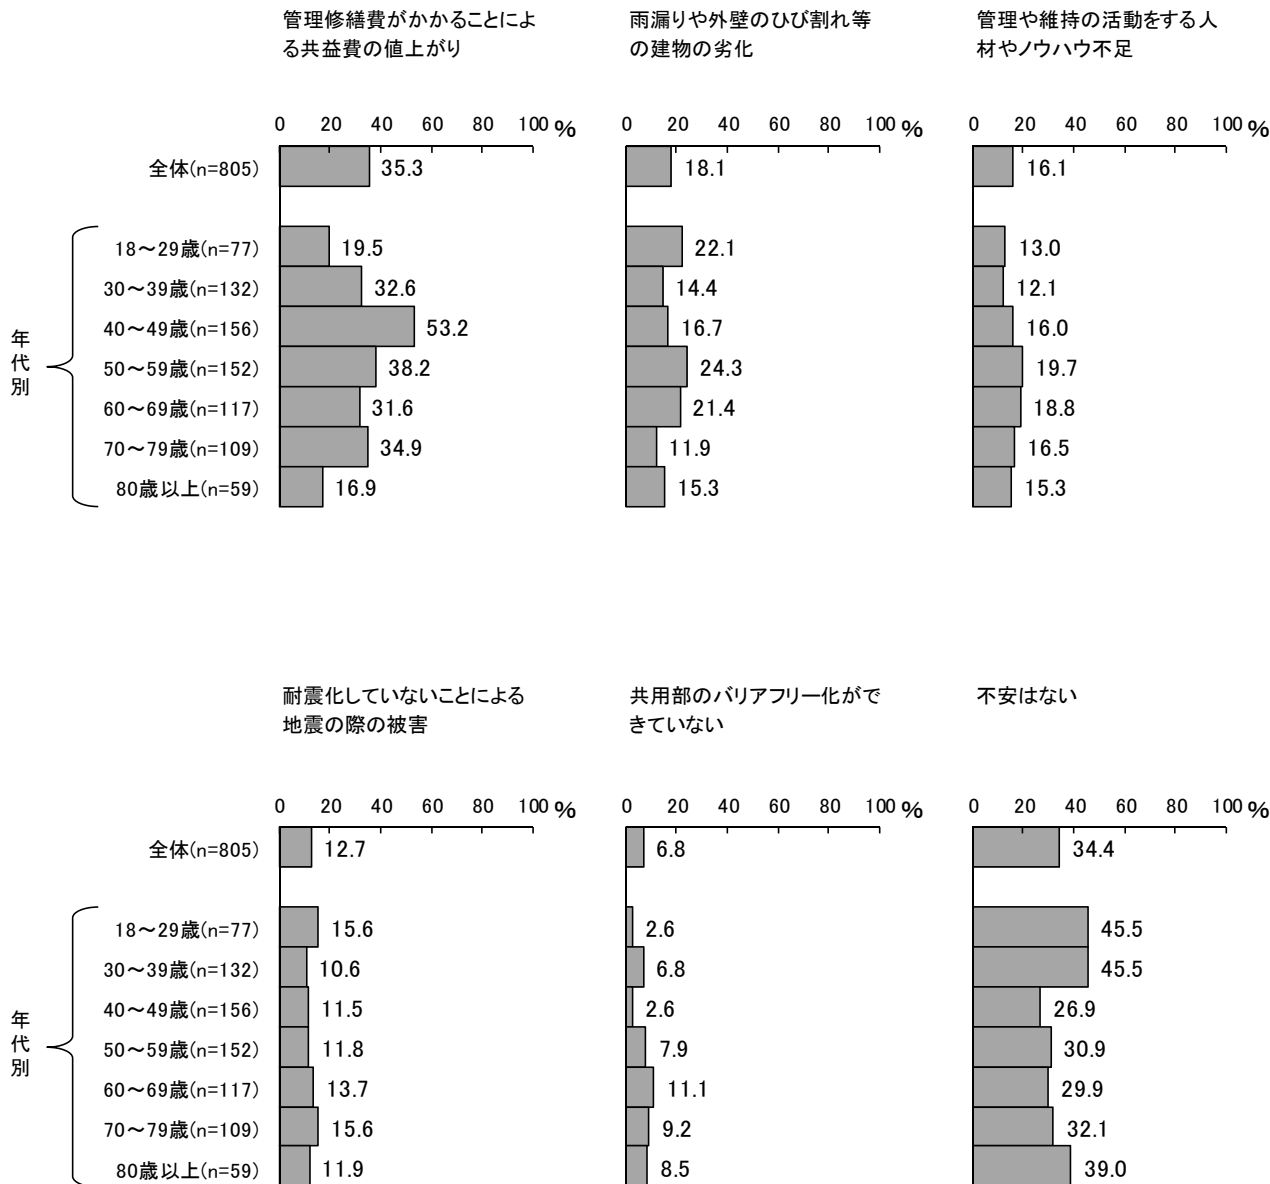 管理修繕費がかかることによ
る共益費の値上がり
雨漏りや外壁のひび割れ等
の建物の劣化
管理や維持の活動をする人
材やノウハウ不足
0 20 40 60 80 100 %
0 20 40 60 80 100 %
0 20 40 60 80 100 %
全体(n=805) 35.3 18.1 16.1
年代別
18～29歳(n=77) 19.5 22.1 13.0
30～39歳(n=132) 32.6 14.4 12.1
40～49歳(n=156) 53.2 16.7 16.0
50～59歳(n=152) 38.2 24.3 19.7
60～69歳(n=117) 31.6 21.4 18.8
70～79歳(n=109) 34.9 11.9 16.5
80歳以上(n=59) 16.9 15.3 15.3
耐震化していないことによる
地震の際の被害
共用部のバリアフリー化がで
きていない
不安はない
0 20 40 60 80 100 %
0 20 40 60 80 100 %
0 20 40 60 80 100 %
全体(n=805) 12.7 6.8 34.4
年代別
18～29歳(n=77) 15.6 2.6 45.5
30～39歳(n=132) 10.6 6.8 45.5
40～49歳(n=156) 11.5 2.6 26.9
50～59歳(n=152) 11.8 7.9 30.9
60～69歳(n=117) 13.7 11.1 29.9
70～79歳(n=109) 15.6 9.2 32.1
80歳以上(n=59) 11.9 8.5 39.0